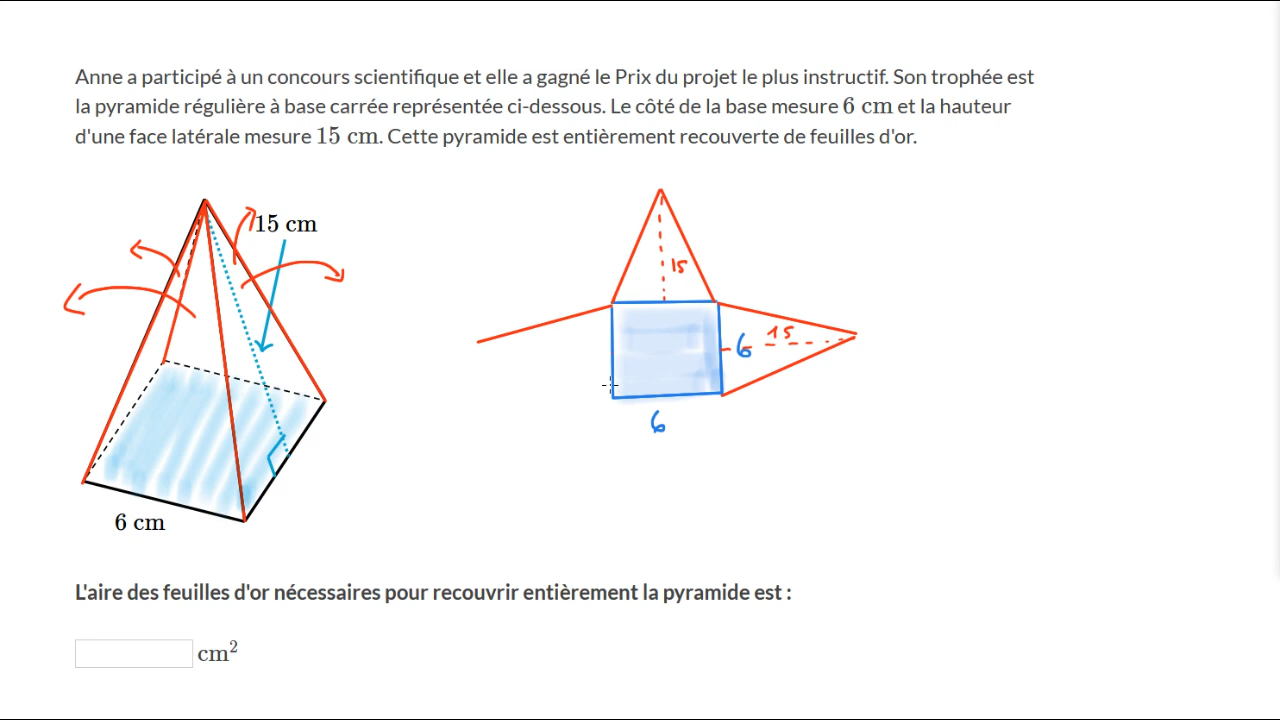 Anne a participé à un concours scientifique et elle a gagné le Prix du projet le plus instructif. Son trophée est
la pyramide régulière à base carrée représentée ci-dessous. Le côté de la base mesure 6 cm et la hauteur
d'une face latérale mesure 15 cm. Cette pyramide est entièrement recouverte de feuilles d'or.
15 cm
15
6
15
6
6 cm
L'aire des feuilles d'or nécessaires pour recouvrir entièrement la pyramide est :
cm²